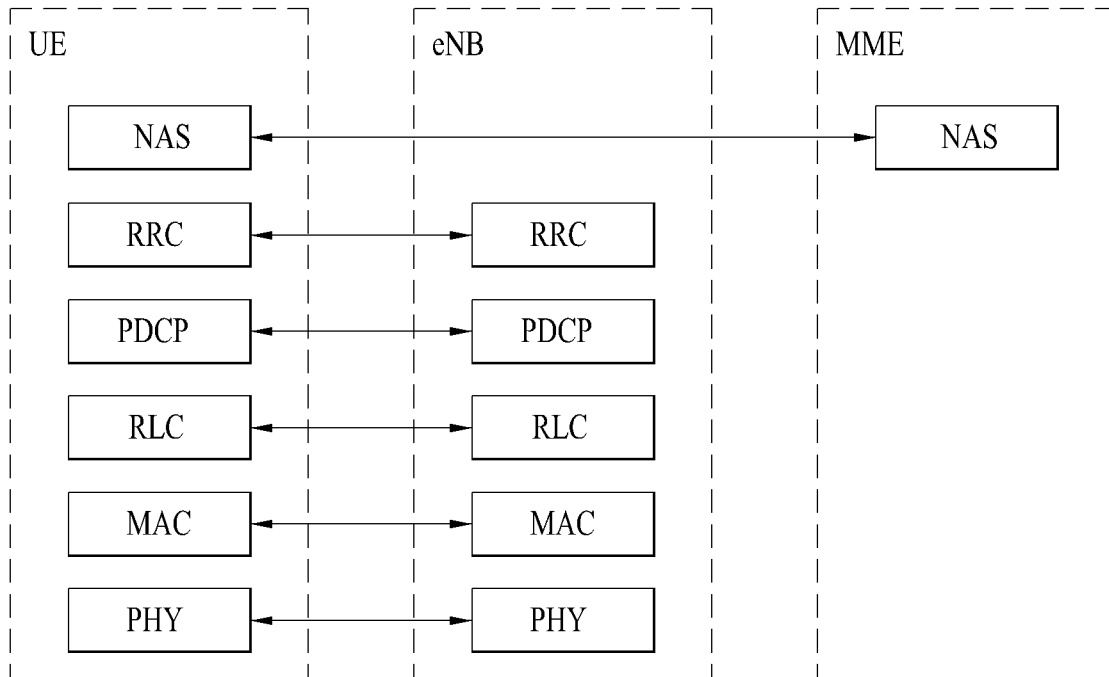 UE
eNB
MME
NAS
NAS
RRC
RRC
PDCP
PDCP
RLC
RLC
MAC
MAC
PHY
PHY